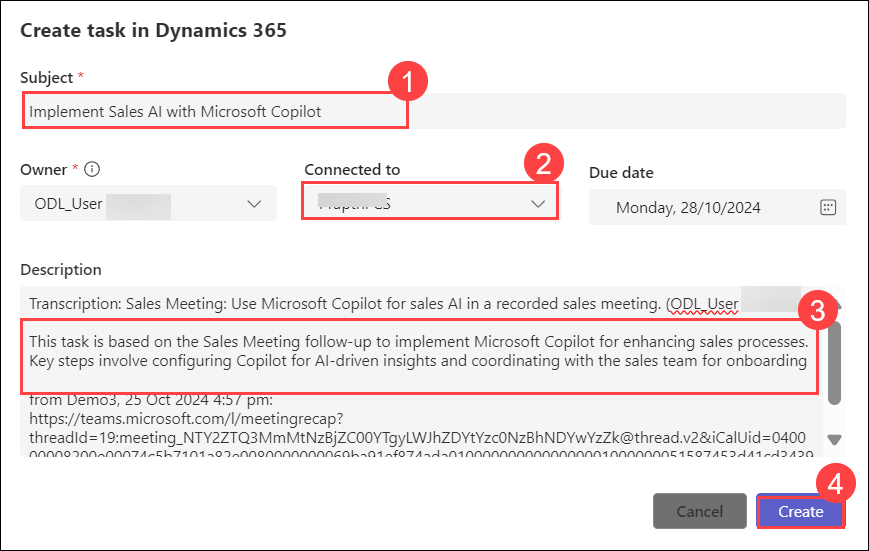 Create task in Dynamics 365
Subject *
1
Implement Sales AI with Microsoft Copilot
Owner *
Connected to
2
Due date
ODL_User
Monday, 28/10/2024
Description
Transcription: Sales Meeting: Use Microsoft Copilot for sales AI in a recorded sales meeting. (ODL_User
3
This task is based on the Sales Meeting follow-up to implement Microsoft Copilot for enhancing sales processes.
Key steps involve configuring Copilot for AI-driven insights and coordinating with the sales team for onboarding
from Demo3, 25 Oct 2024 4:57 pm:
https://teams.microsoft.com/l/meetingrecap?
threadId=19:meeting_NTY2ZTQ3MmMtNzBjZC00YTgyLWJhZDYtYzc0NzBhNDYwYzZk@thread.v2&iCalUid=0400
4
Cancel
Create